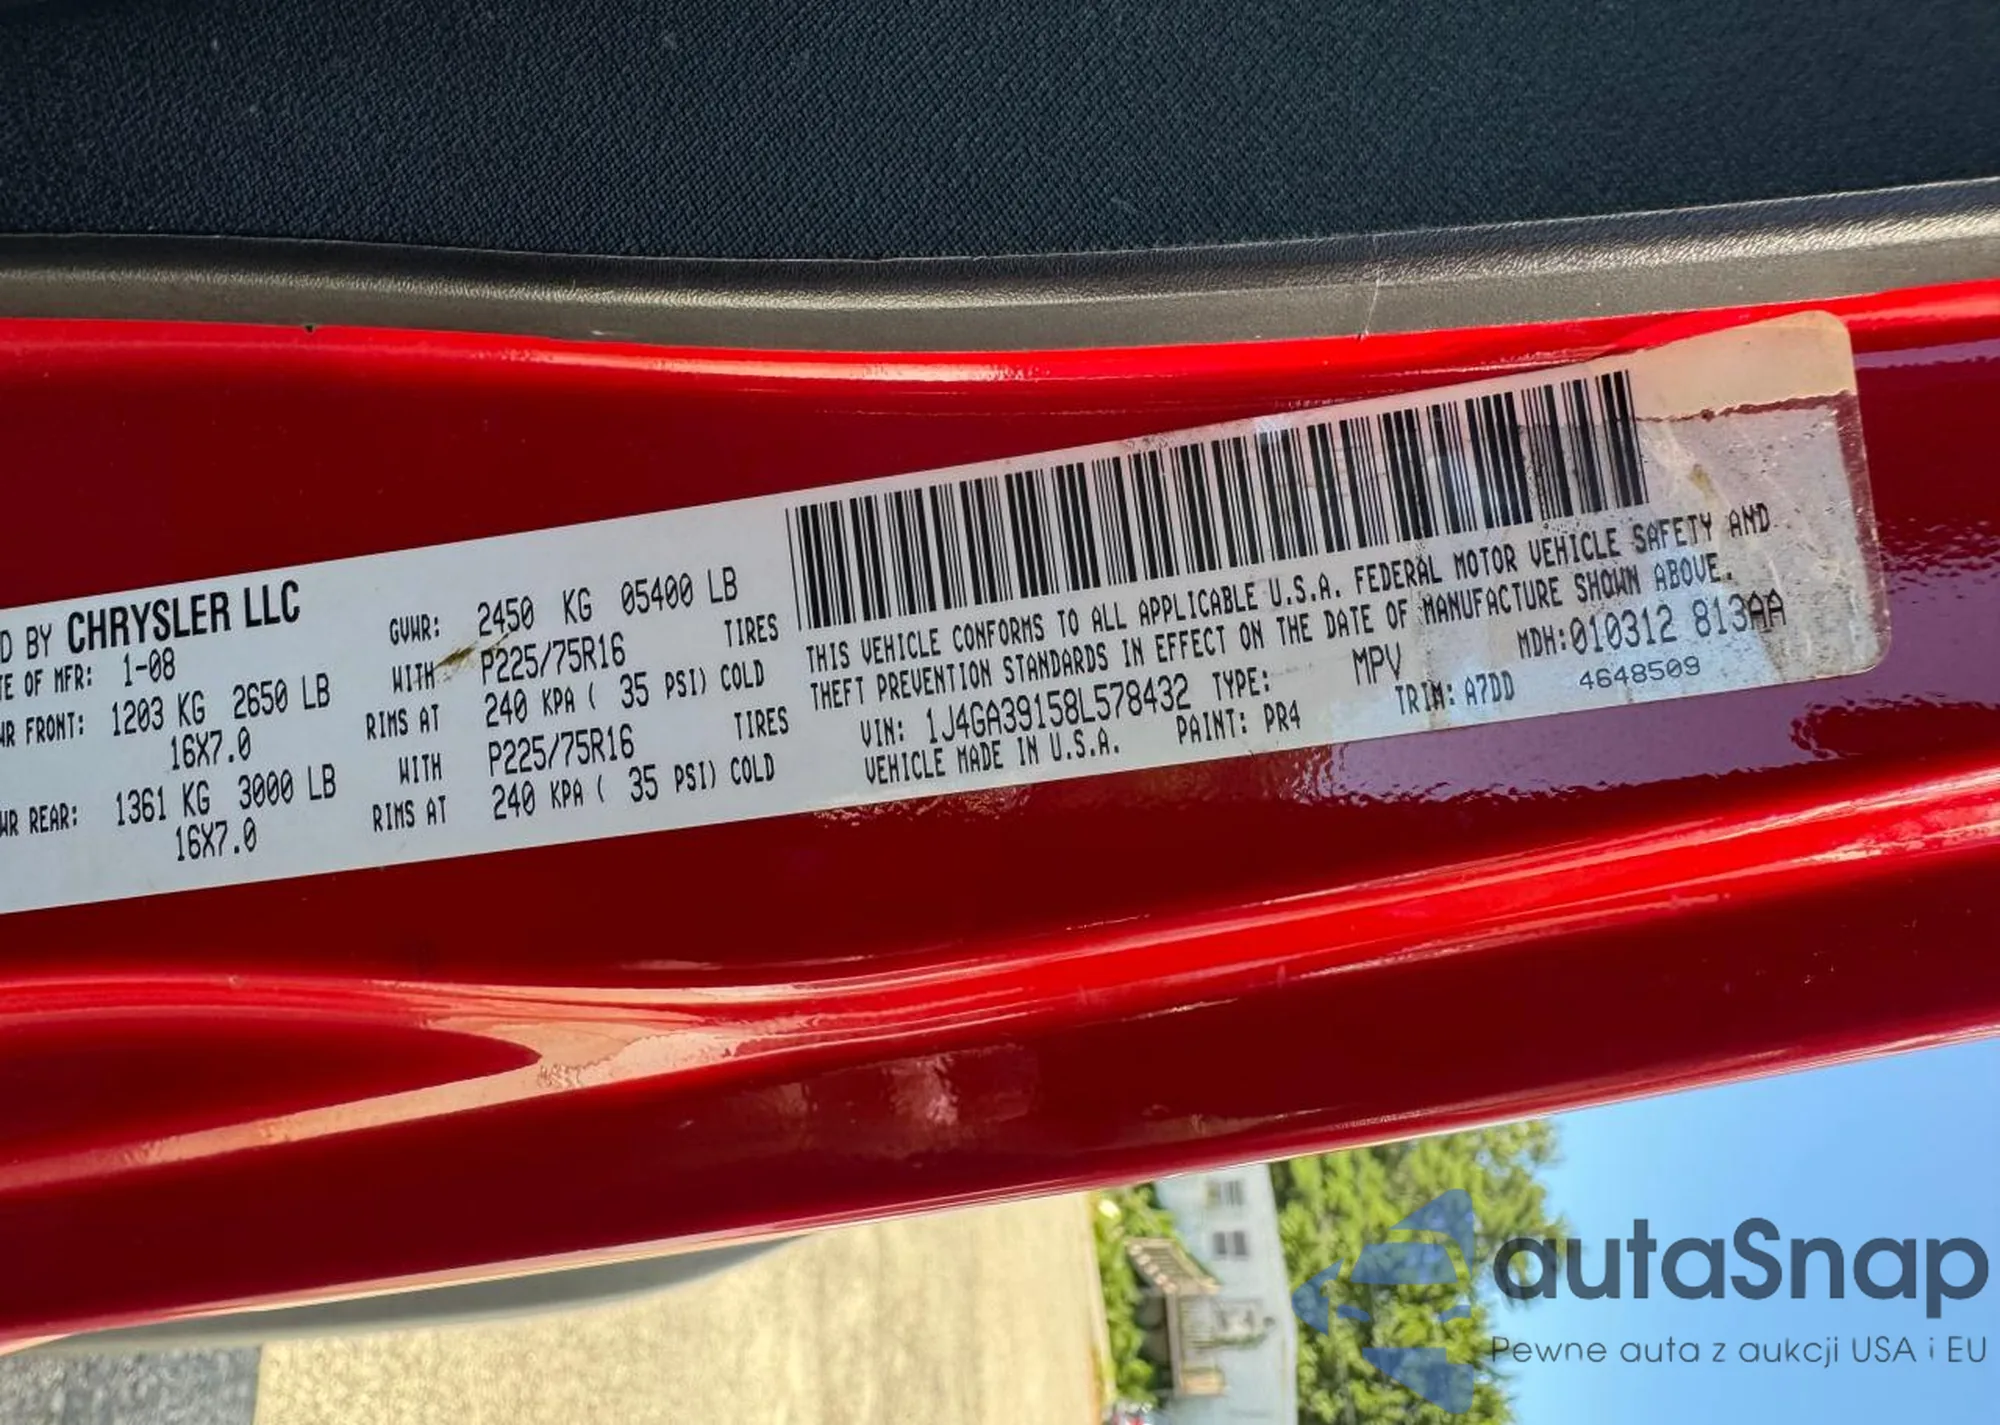 D BY CHRYSLER LLC
TE OF MFR: 1-08
GVWR: 2450 KG 05400 LB
WR FRONT: 1203 KG 2650 LB
WITH P225/75R16 TIRES
16X7.0
RIMS AT 240 KPA ( 35 PSI) COLD
WR REAR: 1361 KG 3000 LB
WITH P225/75R16 TIRES
16X7.0
RIMS AT 240 KPA ( 35 PSI) COLD
THIS VEHICLE CONFORMS TO ALL APPLICABLE U.S.A. FEDERAL MOTOR VEHICLE SAFETY AND
THEFT PREVENTION STANDARDS IN EFFECT ON THE DATE OF MANUFACTURE SHOWN ABOVE.
VIN: 1J4GA39158L578432 TYPE: MPV MDH:010312 813AA
VEHICLE MADE IN U.S.A. PAINT: PR4 TRIM: A7DD 4648509
autaSnap
Pewne auta z aukcji USA i EU